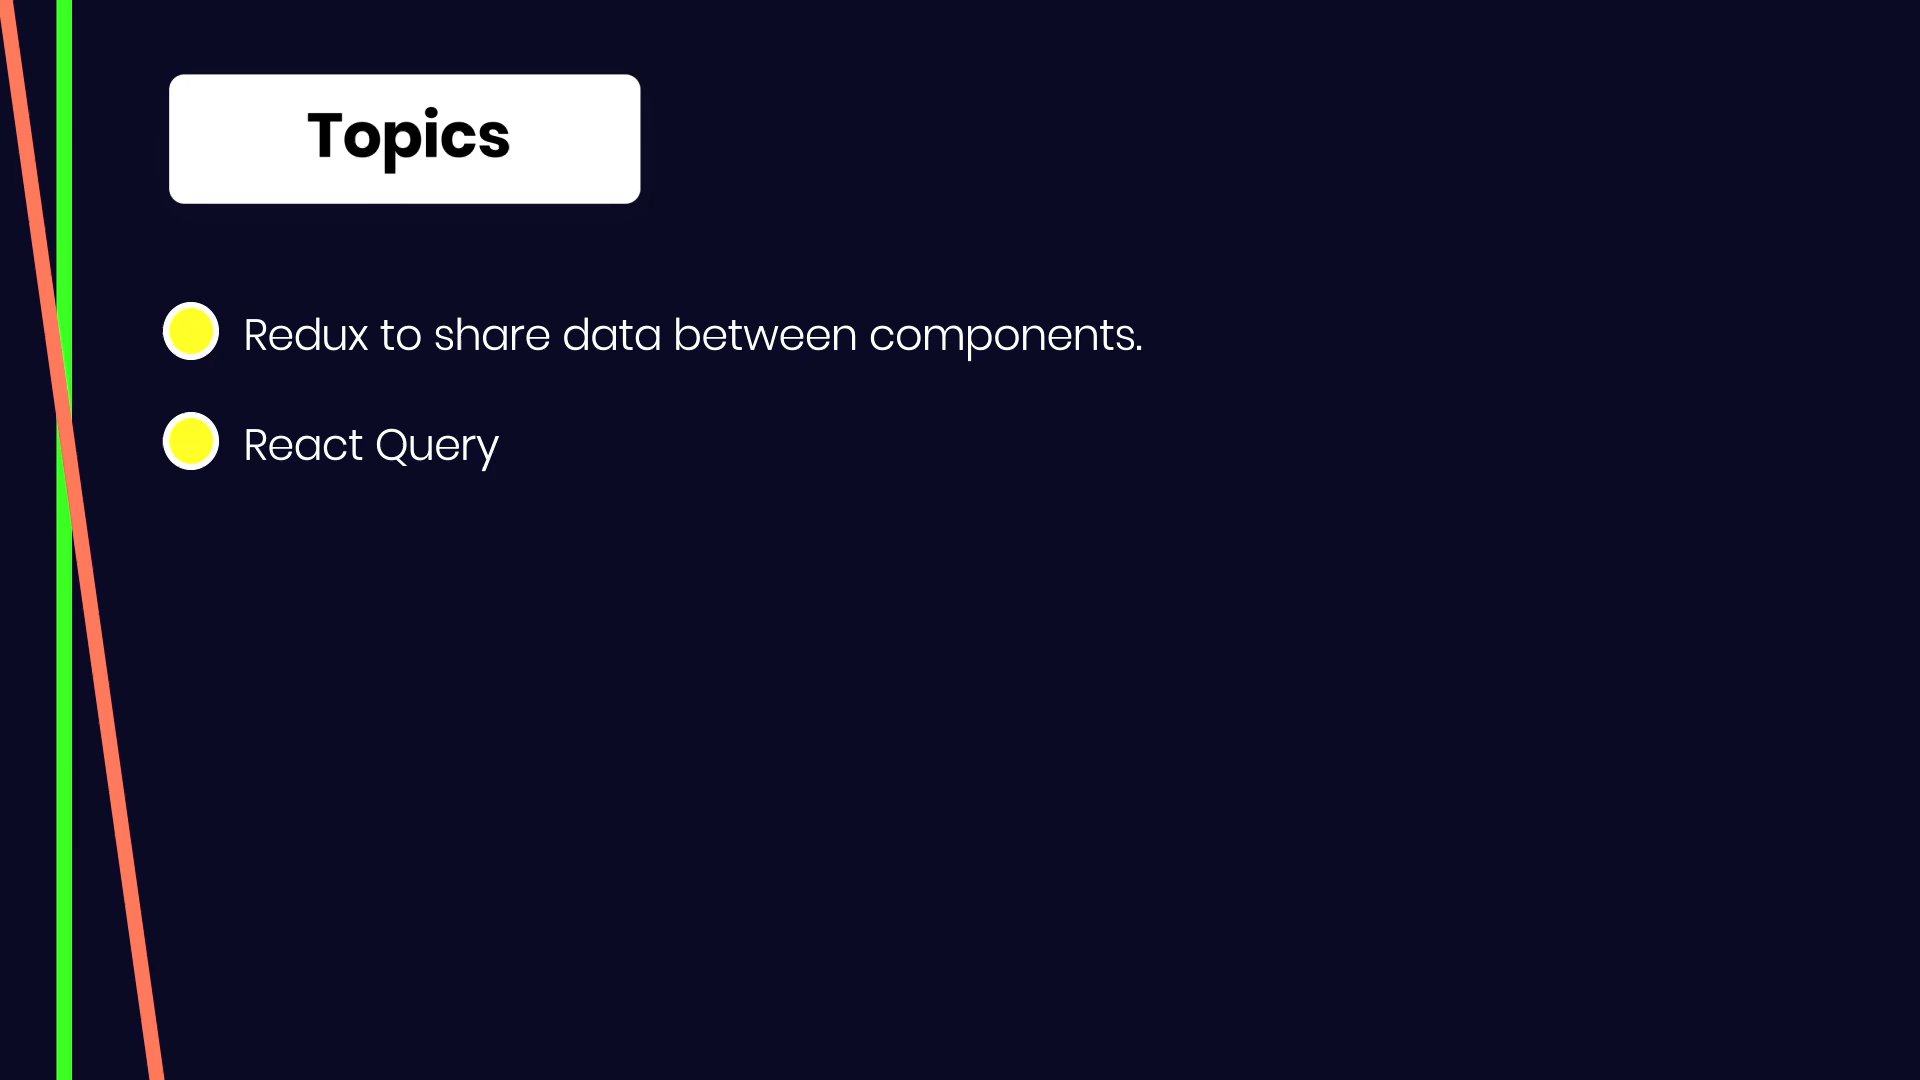 Topics
Redux to share data between components.
React Query